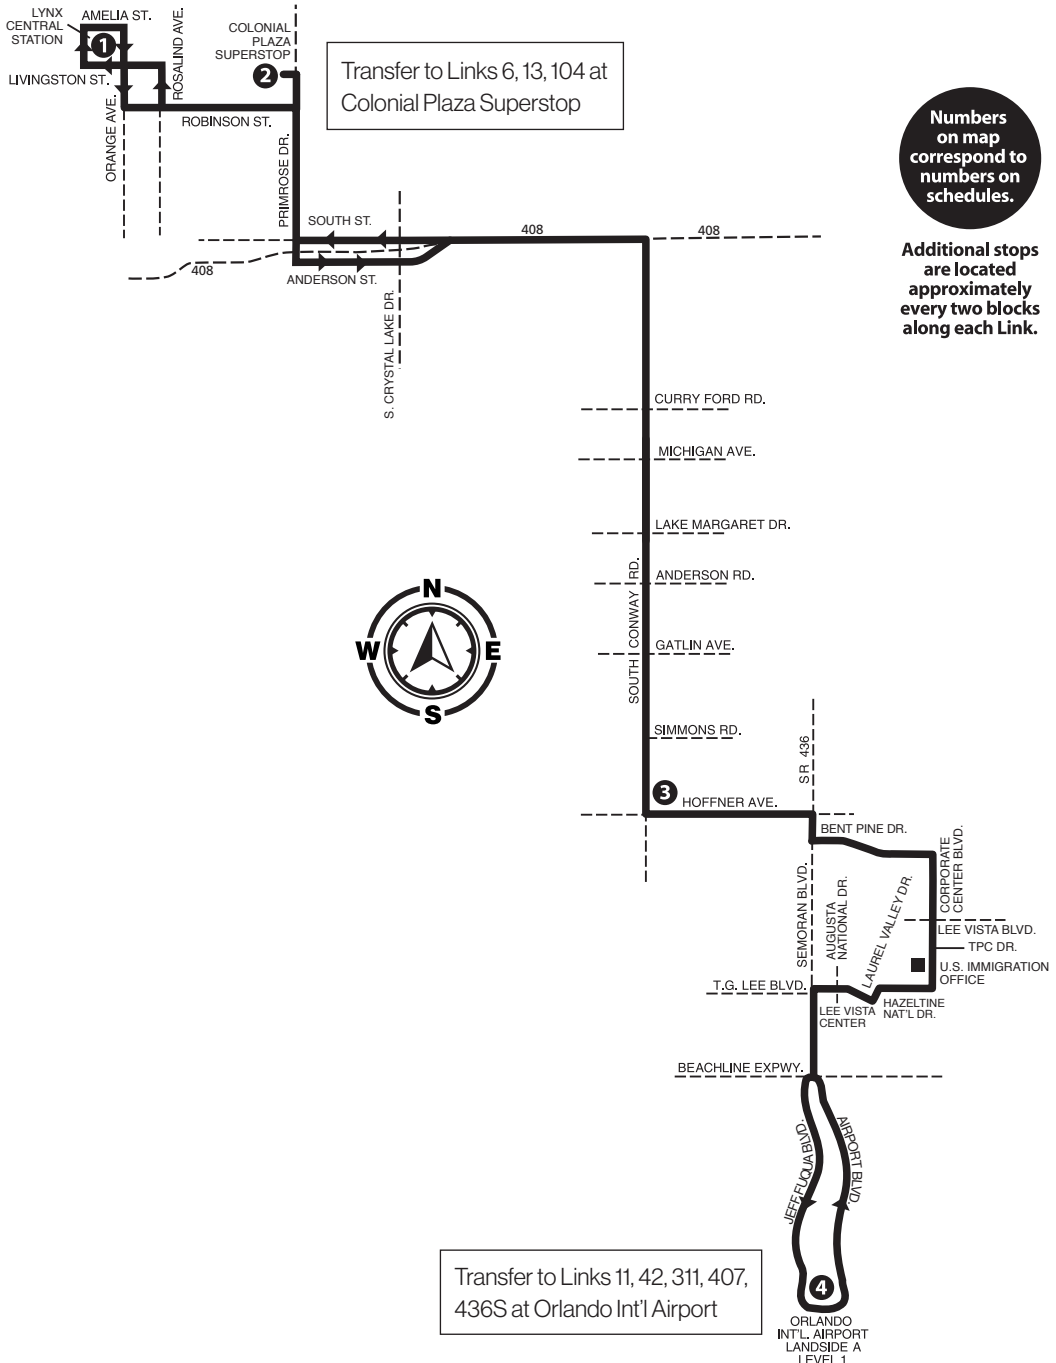 LYNX
CENTRAL
STATION
AMELIA ST.
1
ROSALIND AVE.
LIVINGSTON ST.
ORANGE AVE.
COLONIAL
PLAZA
SUPERSTOP
2
Transfer to Links 6, 13, 104 at
Colonial Plaza Superstop
Numbers
on map
correspond to
numbers on
schedules.
Additional stops
are located
approximately
every two blocks
along each Link.
ROBINSON ST.
PRIMROSE DR.
SOUTH ST.
408
408
408
ANDERSON ST.
S. CRYSTAL LAKE DR.
CURRY FORD RD.
MICHIGAN AVE.
LAKE MARGARET DR.
ANDERSON RD.
SOUTH CONWAY RD.
GATLIN AVE.
SIMMONS RD.
N
W
E
S
3
HOFFNER AVE.
SR 436
BENT PINE DR.
CORPORATE
CENTER BLVD.
SEMORAN BLVD.
AUGUSTA
NATIONAL DR.
LAUREL VALLEY DR.
LEE VISTA BLVD.
TPC DR.
U.S. IMMIGRATION
OFFICE
T.G. LEE BLVD.
LEE VISTA
CENTER
HAZELTINE
NAT'L DR.
BEACHLINE EXPWY.
JEFF FUQUA BLVD.
AIRPORT BLVD.
4
Transfer to Links 11, 42, 311, 407,
436S at Orlando Int'l Airport
ORLANDO
INT'L. AIRPORT
LANDSIDE A
LEVEL 1